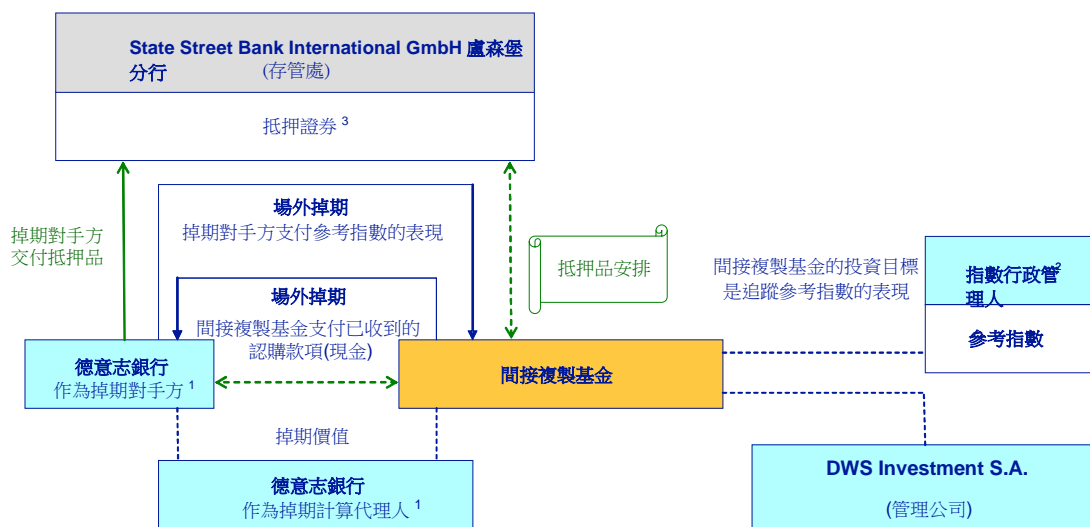 State Street Bank International GmbH 盧森堡
分行 (存管處)
抵押證券 3
場外掉期
掉期對手方支付參考指數的表現
掉期對手方
交付抵押品
抵押品安排
場外掉期
間接複製基金支付已收到的
認購款項(現金)
間接複製基金的投資目標
是追蹤參考指數的表現
指數行政管2
理人
參考指數
德意志銀行
作為掉期對手方 1
間接複製基金
掉期價值
德意志銀行
作為掉期計算代理人 1
DWS Investment S.A.
(管理公司)